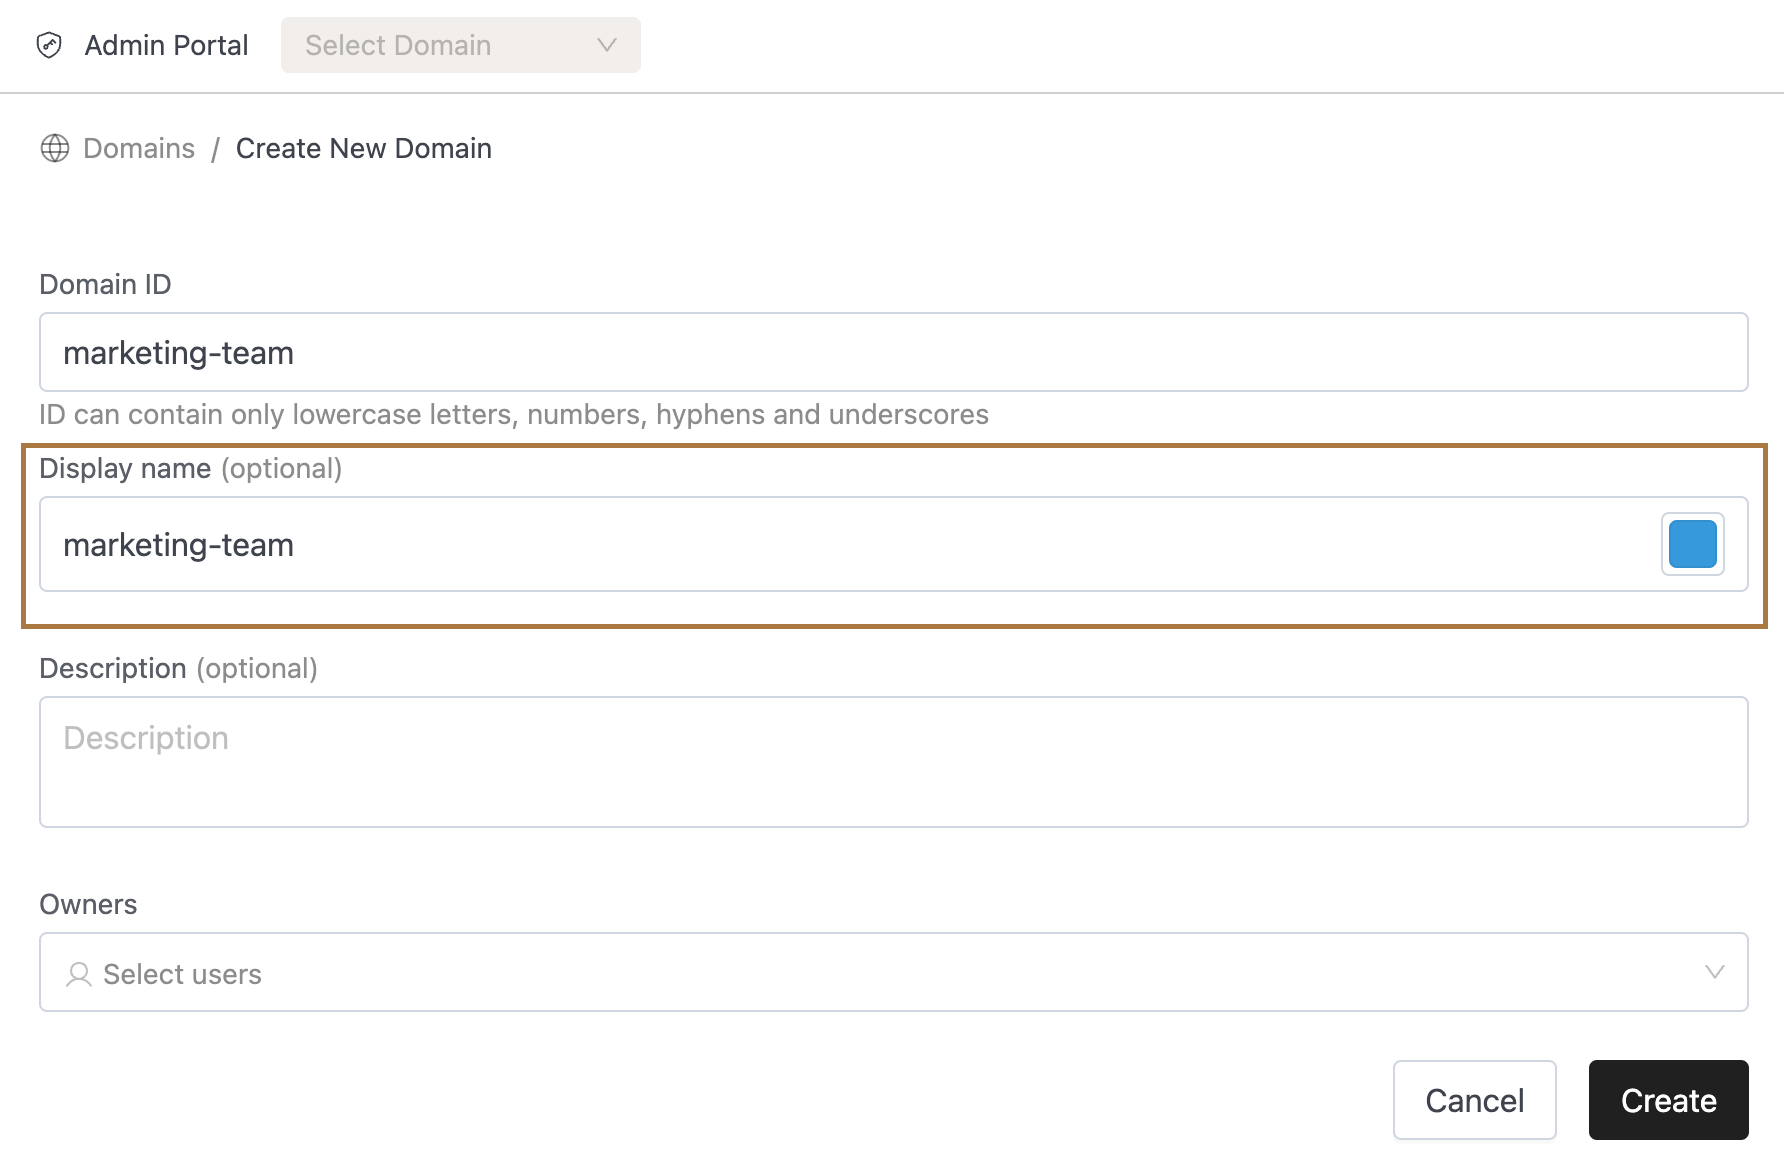 Admin Portal Select Domain
Domains / Create New Domain
Domain ID
marketing-team
ID can contain only lowercase letters, numbers, hyphens and underscores
Display name (optional)
marketing-team
Description (optional)
Description
Owners
Select users
Cancel Create